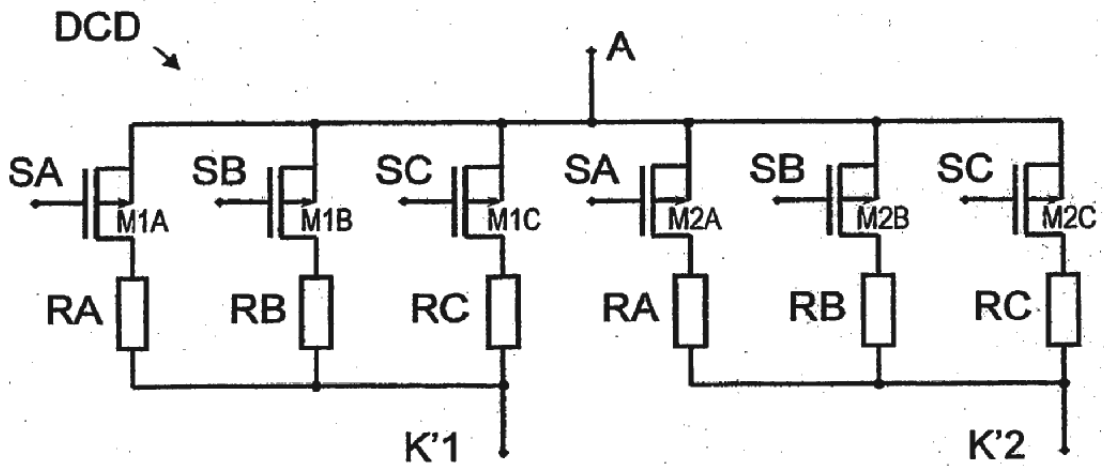 DCD
A
SA SB SC SA SB SC
M1A M1B M1C M2A M2B M2C
RA RB RC RA RB RC
K'1 K'2